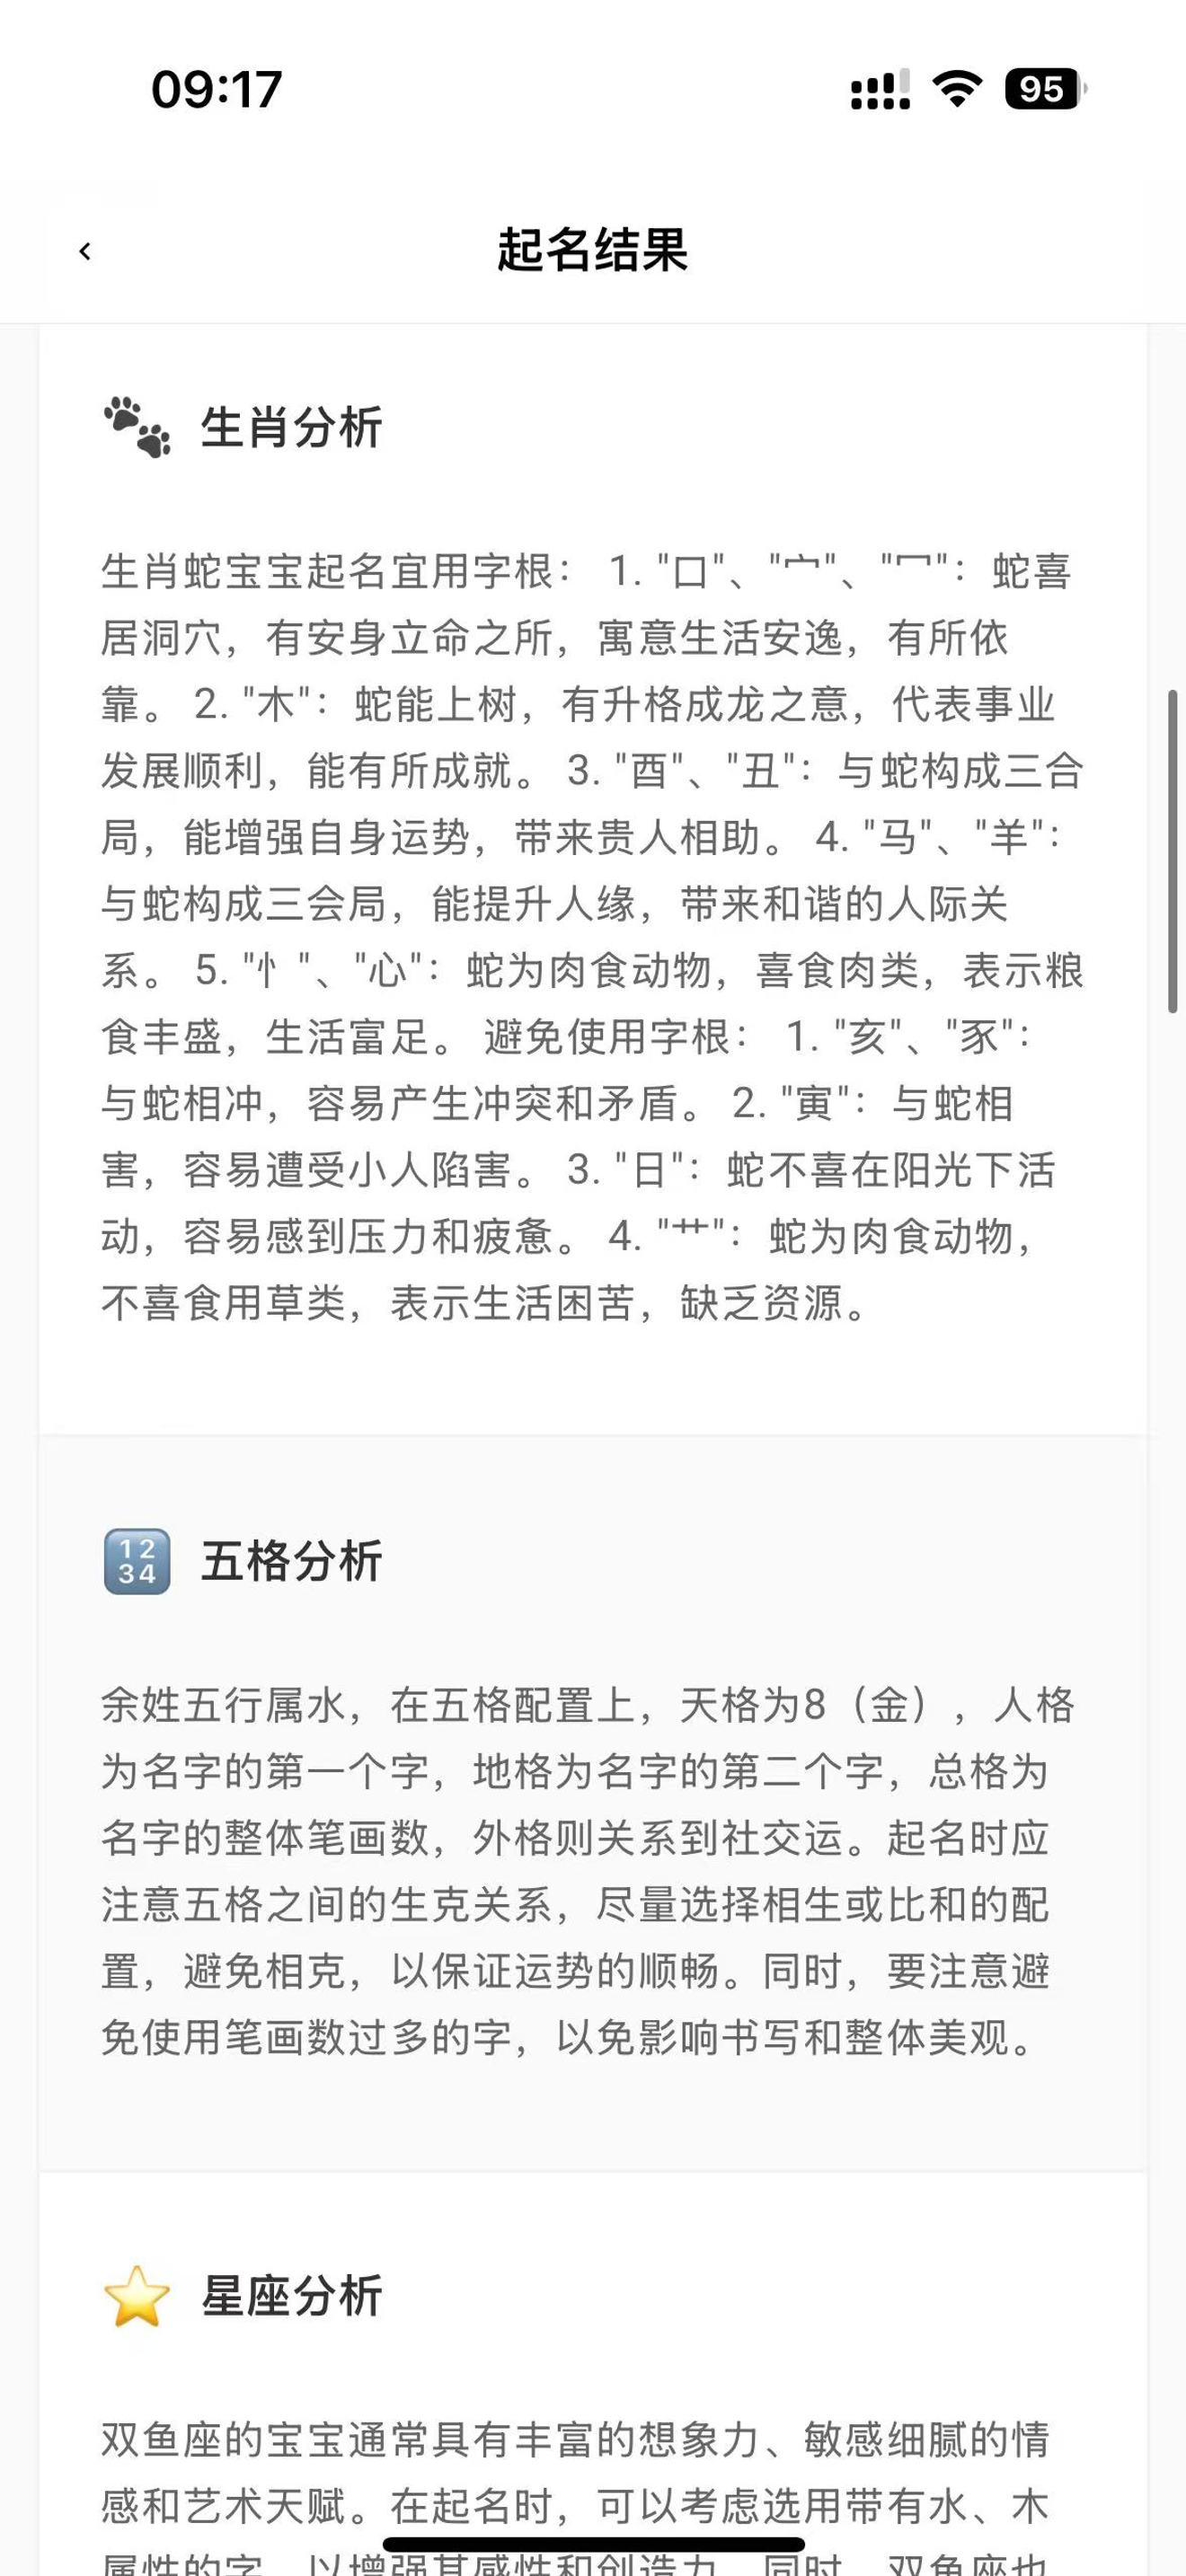 09:17
95
起名结果
生肖分析
生肖蛇宝宝起名宜用字根： 1. "口"、"宀"、"冖"：蛇喜
居洞穴，有安身立命之所，寓意生活安逸，有所依
靠。 2. "木"：蛇能上树，有升格成龙之意，代表事业
发展顺利，能有所成就。 3. "酉"、"丑"：与蛇构成三合
局，能增强自身运势，带来贵人相助。 4. "马"、"羊"：
与蛇构成三会局，能提升人缘，带来和谐的人际关
系。 5. "忄"、"心"：蛇为肉食动物，喜食肉类，表示粮
食丰盛，生活富足。 避免使用字根： 1. "亥"、"豕"：
与蛇相冲，容易产生冲突和矛盾。 2. "寅"：与蛇相
害，容易遭受小人陷害。 3. "日"：蛇不喜在阳光下活
动，容易感到压力和疲惫。 4. "艹"：蛇为肉食动物，
不喜食用草类，表示生活困苦，缺乏资源。
1234
五格分析
余姓五行属水，在五格配置上，天格为8（金），人格
为名字的第一个字，地格为名字的第二个字，总格为
名字的整体笔画数，外格则关系到社交运。起名时应
注意五格之间的生克关系，尽量选择相生或比和的配
置，避免相克，以保证运势的顺畅。同时，要注意避
免使用笔画数过多的字，以免影响书写和整体美观。
星座分析
双鱼座的宝宝通常具有丰富的想象力、敏感细腻的情
感和艺术天赋。在起名时，可以考虑选用带有水、木
属性的字，以增强其感性和创造力。同时，双鱼座也